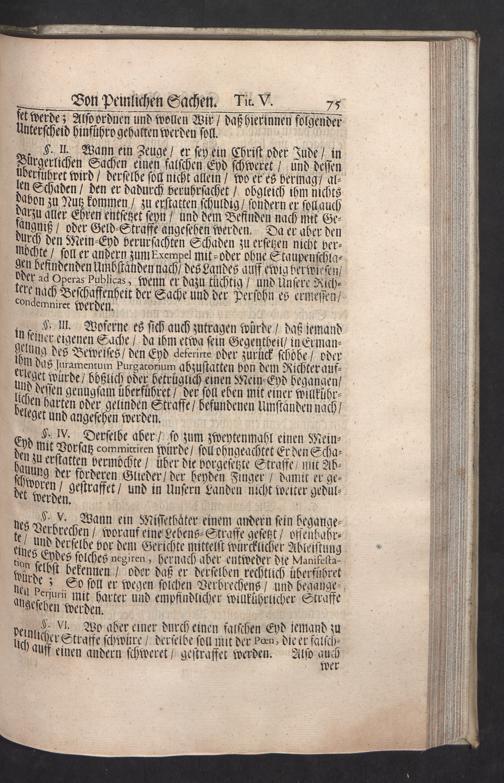 Von Peinlichen Sachen. Tit. V. 75
set werde; Also ordnen und wollen Wir / daß hierinnen folgender
Unterscheid hinführo gehalten werden soll.
§. II. Wann ein Zeuge / er sey ein Christ oder Jude / in
Bürgerlichen Sachen einen falschen Eyd schweret / und dessen
überführet wird / derselbe soll nicht allein / wo er es vermag / al-
len Schaden / den er dadurch veruhrsachet / obgleich ihm nichts
davon zu Nutz kommen / zu erstatten schuldig / sondern er soll auch
darzu aller Ehren entsetzet seyn / und dem Befinden nach mit Ge-
fängniß / oder Geld-Straffe angesehen werden. Da er aber den
durch den Mein-Eyd verursachten Schaden zu ersetzen nicht ver-
möchte / soll er andern zum Exempel mit- oder ohne Staupenschla-
gen befindenden Umbständen nach / des Landes auff ewig verwiesen /
oder ad Operas Publicas, wenn er dazu tüchtig / und Unsere Rich-
tere nach Beschaffenheit der Sache und der Persohn es ermessen /
condemniret werden.
§. III. Woferne es sich auch zutragen würde / daß jemand
in seiner eigenen Sache / da ihm etwa sein Gegentheil / in Erman-
gelung des Beweises / den Eyd deferirte oder zurück schöbe / oder
ihm das Juramentum Purgatorium abzustatten von dem Richter auf-
erleget würde / bößlich oder betrüglich einen Mein-Eyd begangen /
und dessen genugsam überführet / der soll eben mit einer willkühr-
lichen harten oder gelinden Straffe / befundenen Umständen nach /
beleget und angesehen werden.
§. IV. Derselbe aber / so zum zweytenmahl einen Mein-
Eyd mit Vorsatz committiren würde / soll ohngeachtet Er den Scha-
den zu erstatten vermöchte / über die vorgesetzte Straffe / mit Ab-
hauung der förderen Glieder / der beyden Finger / damit er ge-
schworen / gestraffet / und in Unsern Landen nicht weiter gedul-
det werden.
§. V. Wann ein Missethäter einem andern sein begange-
nes Verbrechen / worauf eine Lebens-Straffe gesetzt / offenbahr-
te / und derselbe vor dem Gerichte mittelst würcklicher Ableistung
eines Eydes solches negiren, hernach aber entweder die Manifesta-
tion selbst bekennen / oder daß er derselben rechtlich überführet
würde; So soll er wegen solchen Verbrechens / und begange-
nen Perjurii mit harter und empfindlicher willkührlicher Straffe
angesehen werden.
§. VI. Wo aber einer durch einen falschen Eyd jemand zu
peinlicher Straffe schwüre / derselbe soll mit der Pœn, die er fälsch-
lich auff einen andern schweret / gestraffet werden. Also auch
wer